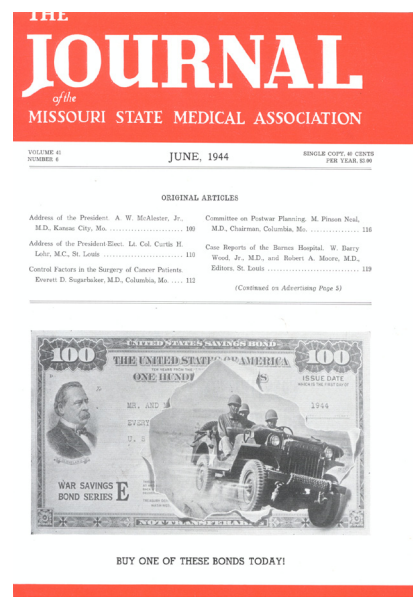 THE
JOURNAL
of the
MISSOURI STATE MEDICAL ASSOCIATION
VOLUME 41
NUMBER 6
JUNE, 1944
SINGLE COPY, 40 CENTS
PER YEAR, $3.00
ORIGINAL ARTICLES
Address of the President. A. W. McAlester, Jr.,
M.D., Kansas City, Mo. .................... 109
Address of the President-Elect. Lt. Col. Curtis H.
Lohr, M.C., St. Louis .................... 110
Control Factors in the Surgery of Cancer Patients.
Everett D. Sugarbaker, M.D., Columbia, Mo. .... 112
Committee on Postwar Planning. M. Pinson Neal,
M.D., Chairman, Columbia, Mo. ............... 116
Case Reports of the Barnes Hospital. W. Barry
Wood, Jr., M.D., and Robert A. Moore, M.D.,
Editors, St. Louis .................... 119
(Continued on Advertising Page 5)
UNITED STATES SAVINGS BOND
100
100
THE UNITED STATES OF AMERICA
ONE HUND
ISSUE DATE
MR. AND
1944
EVERY
U. S
WAR SAVINGS
BOND SERIES E
NOT TRANSFERABLE
BUY ONE OF THESE BONDS TODAY!